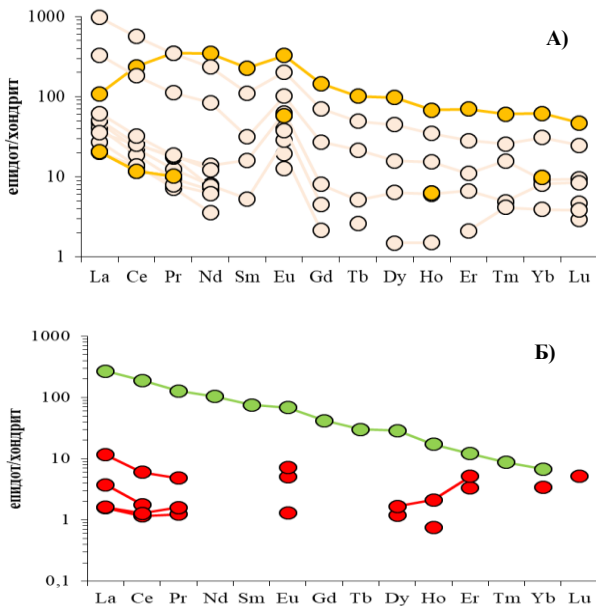 1000
А)
100
10
1
епидот/хондрит
La Ce Pr Nd Sm Eu Gd Tb Dy Ho Er Tm Yb Lu
1000
Б)
100
10
1
0,1
епидот/хондрит
La Ce Pr Nd Sm Eu Gd Tb Dy Ho Er Tm Yb Lu